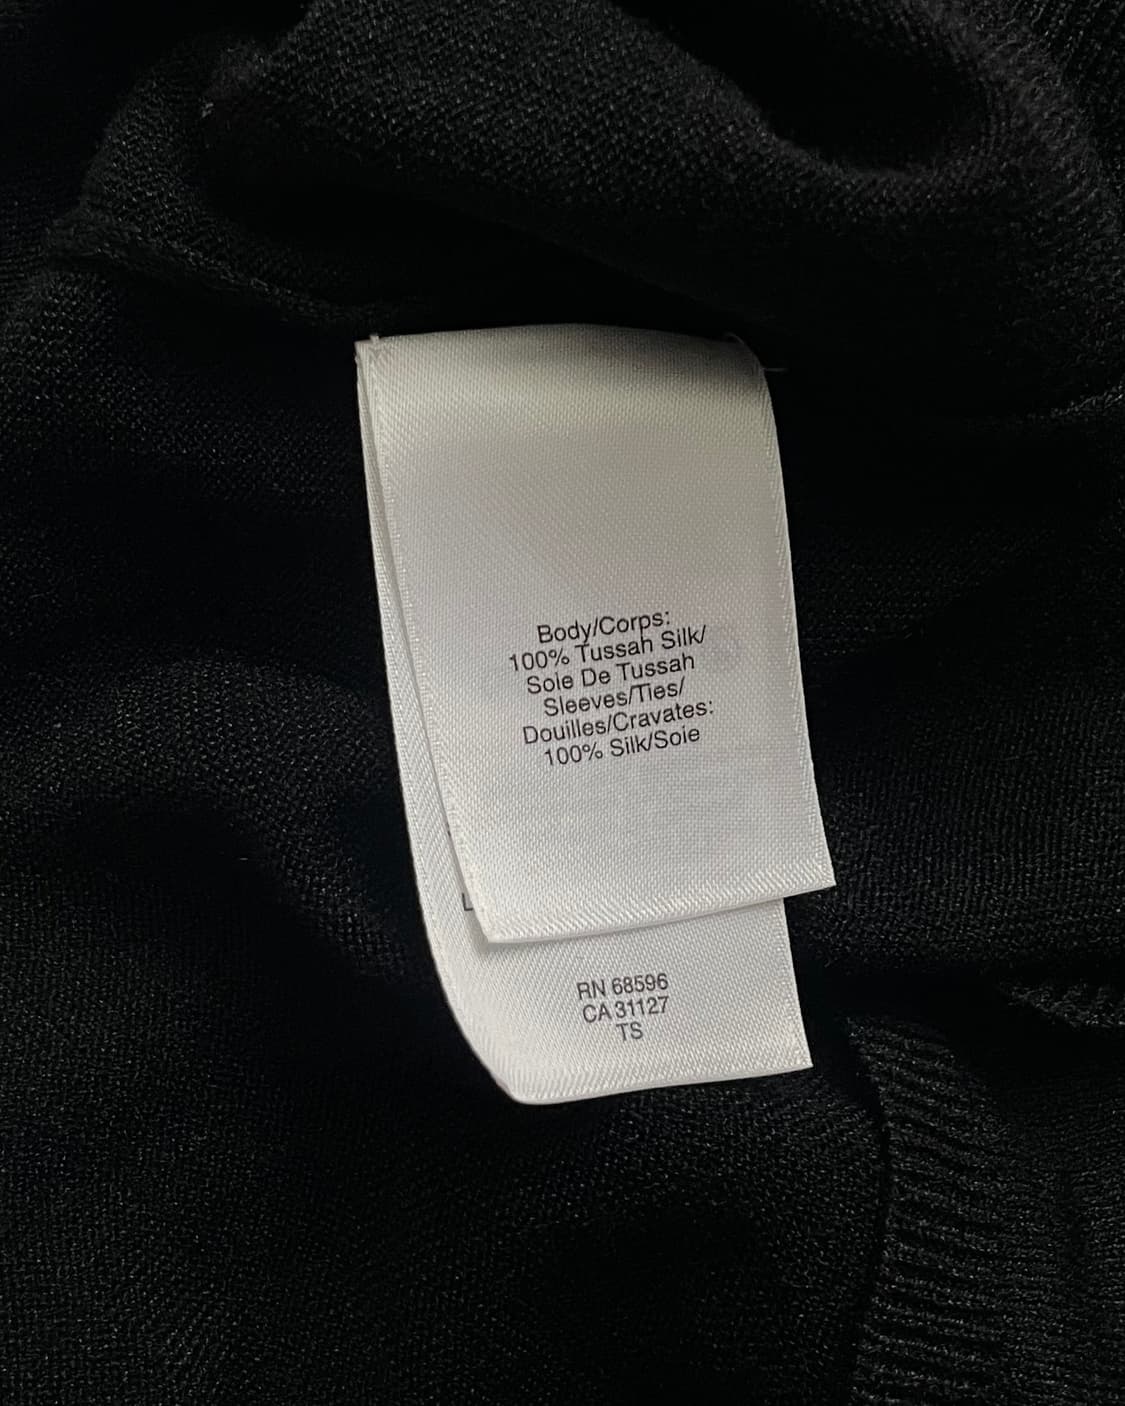 Body/Corps:
100% Tussah Silk/
Soie De Tussah
Sleeves/Ties/
Douilles/Cravates:
100% Silk/Soie
L
RN 68596
CA 31127
TS